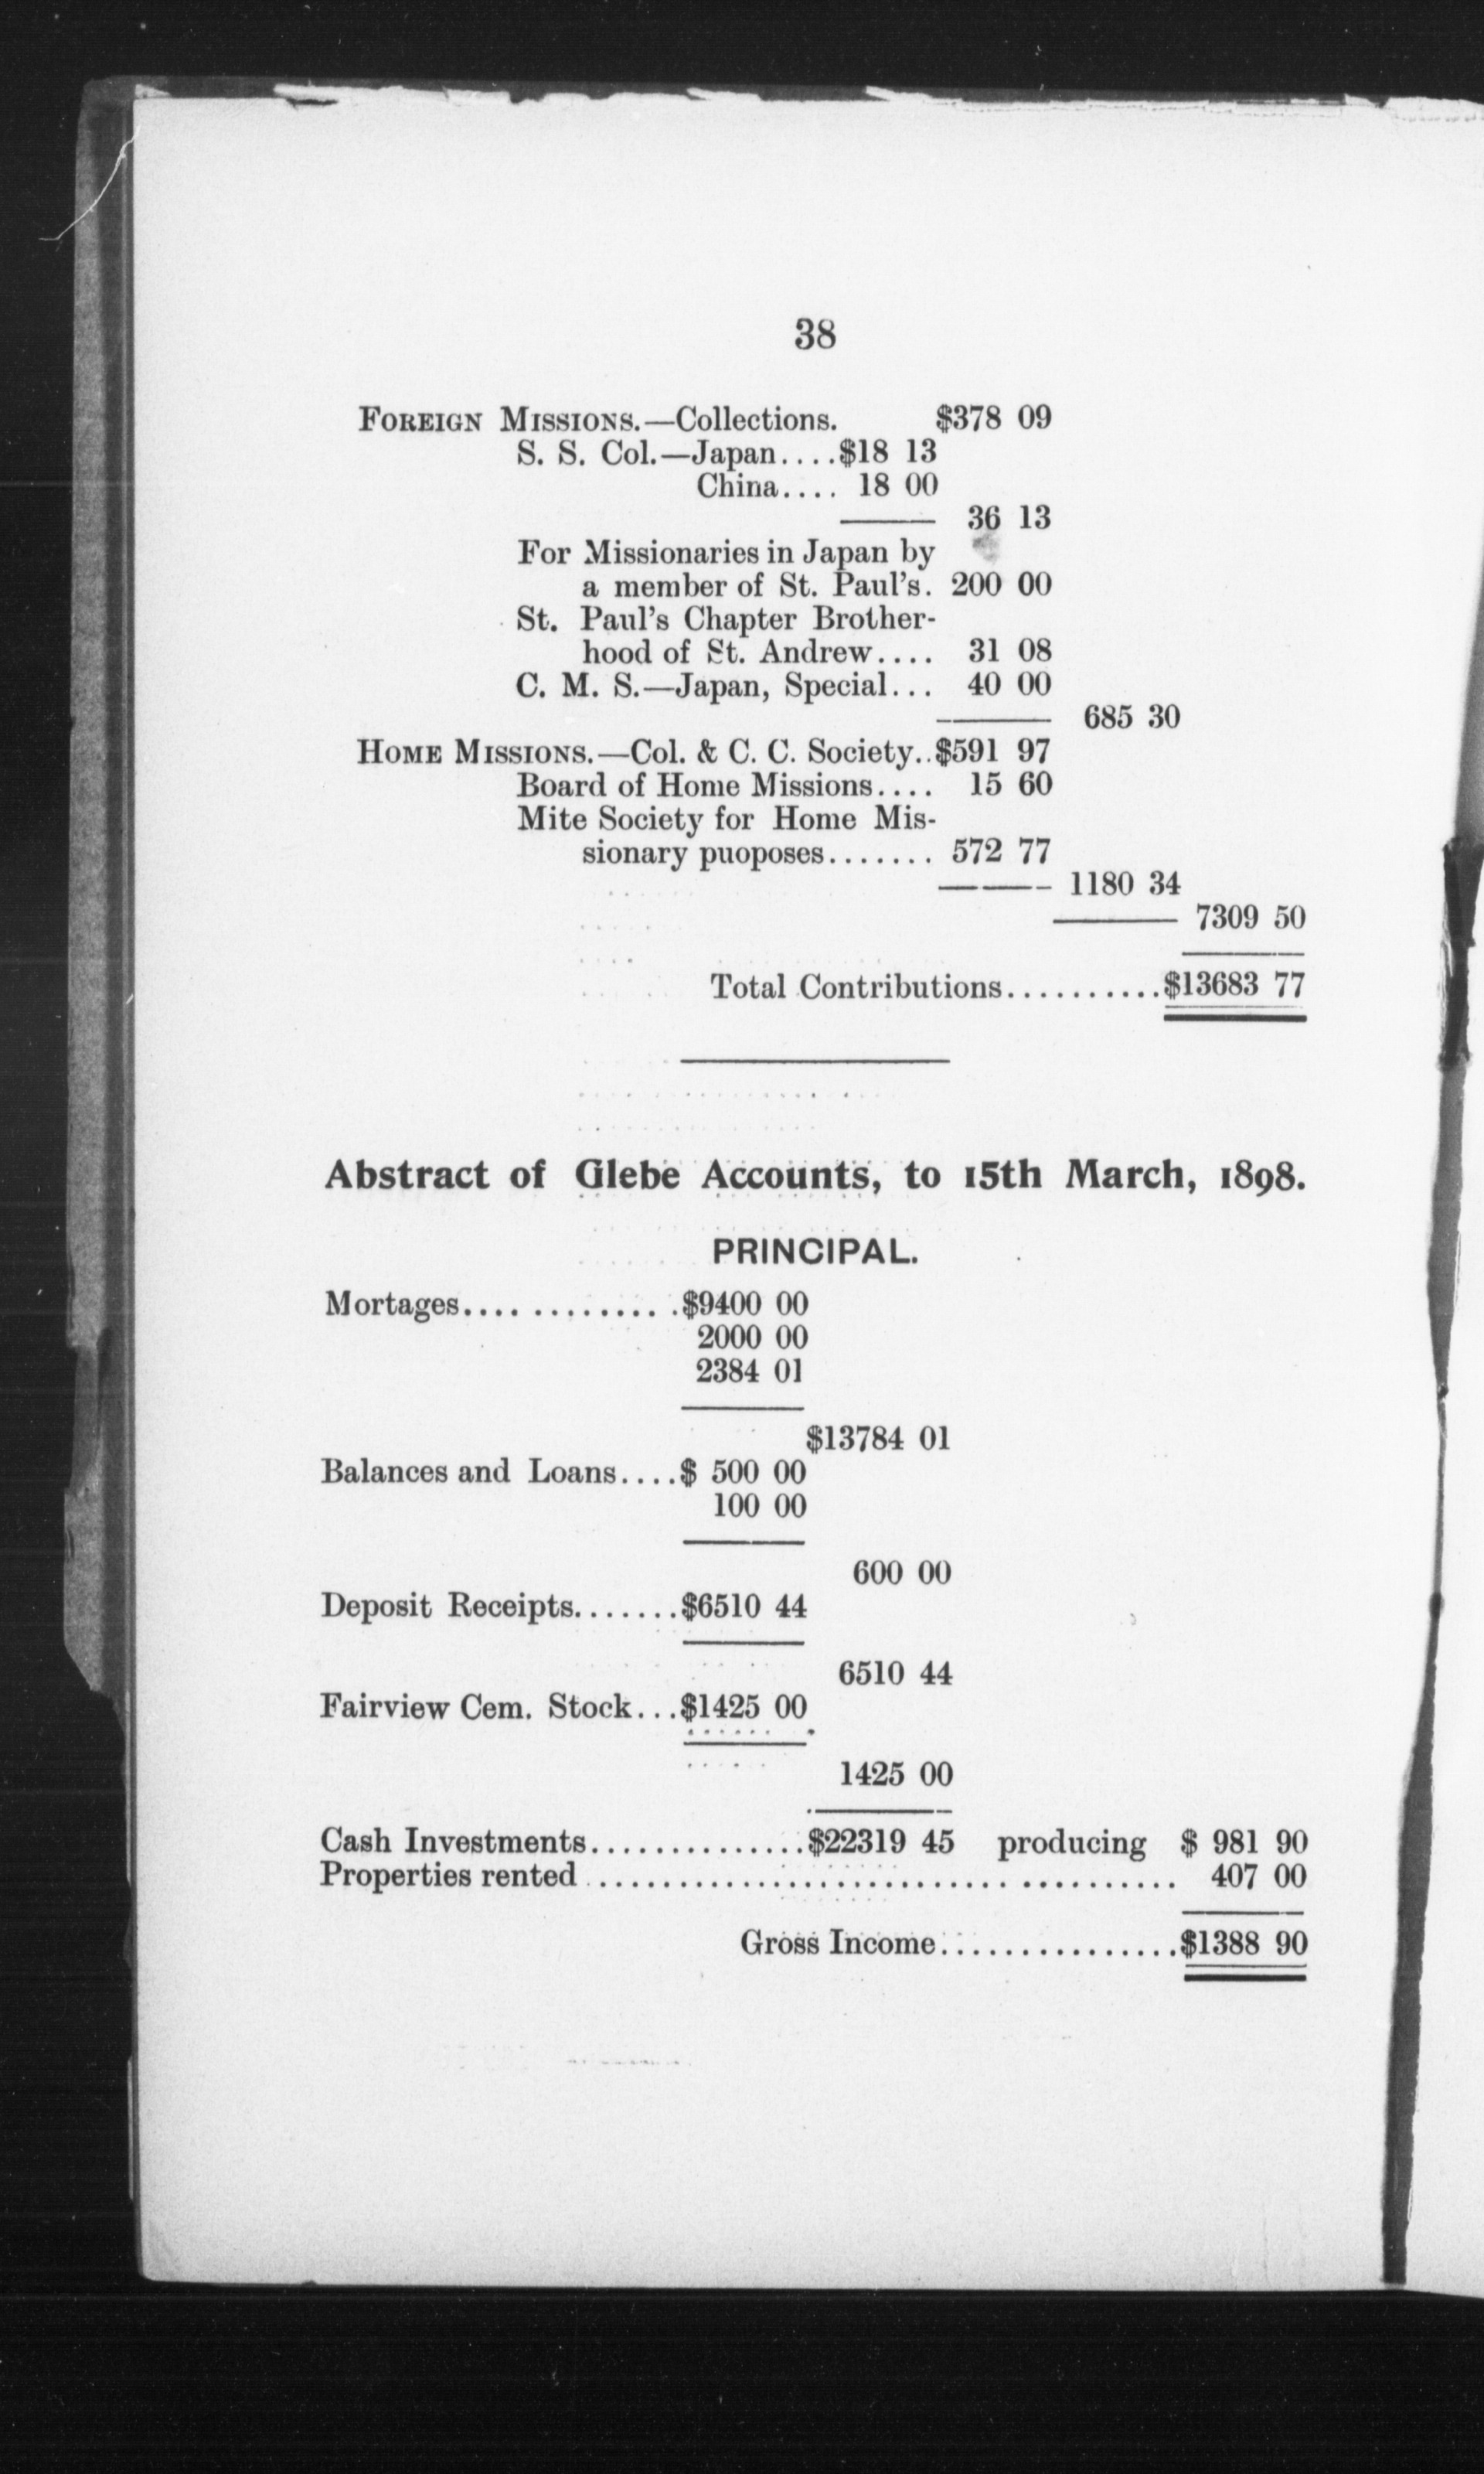 38
FOREIGN MISSIONS.—Collections. $378 09
S. S. Col.—Japan....$18 13
China.... 18 00
36 13
For Missionaries in Japan by
a member of St. Paul's. 200 00
St. Paul's Chapter Brother-
hood of St. Andrew.... 31 08
C. M. S.—Japan, Special... 40 00
685 30
HOME MISSIONS.—Col. & C. C. Society..$591 97
Board of Home Missions.... 15 60
Mite Society for Home Mis-
sionary puoposes....... 572 77
1180 34
7309 50
Total Contributions..........$13683 77
Abstract of Glebe Accounts, to 15th March, 1898.
PRINCIPAL.
Mortages.............$9400 00
2000 00
2384 01
$13784 01
Balances and Loans....$ 500 00
100 00
600 00
Deposit Receipts.......$6510 44
6510 44
Fairview Cem. Stock...$1425 00
1425 00
Cash Investments..............$22319 45 producing $ 981 90
Properties rented..................................... 407 00
Gross Income...............$1388 90